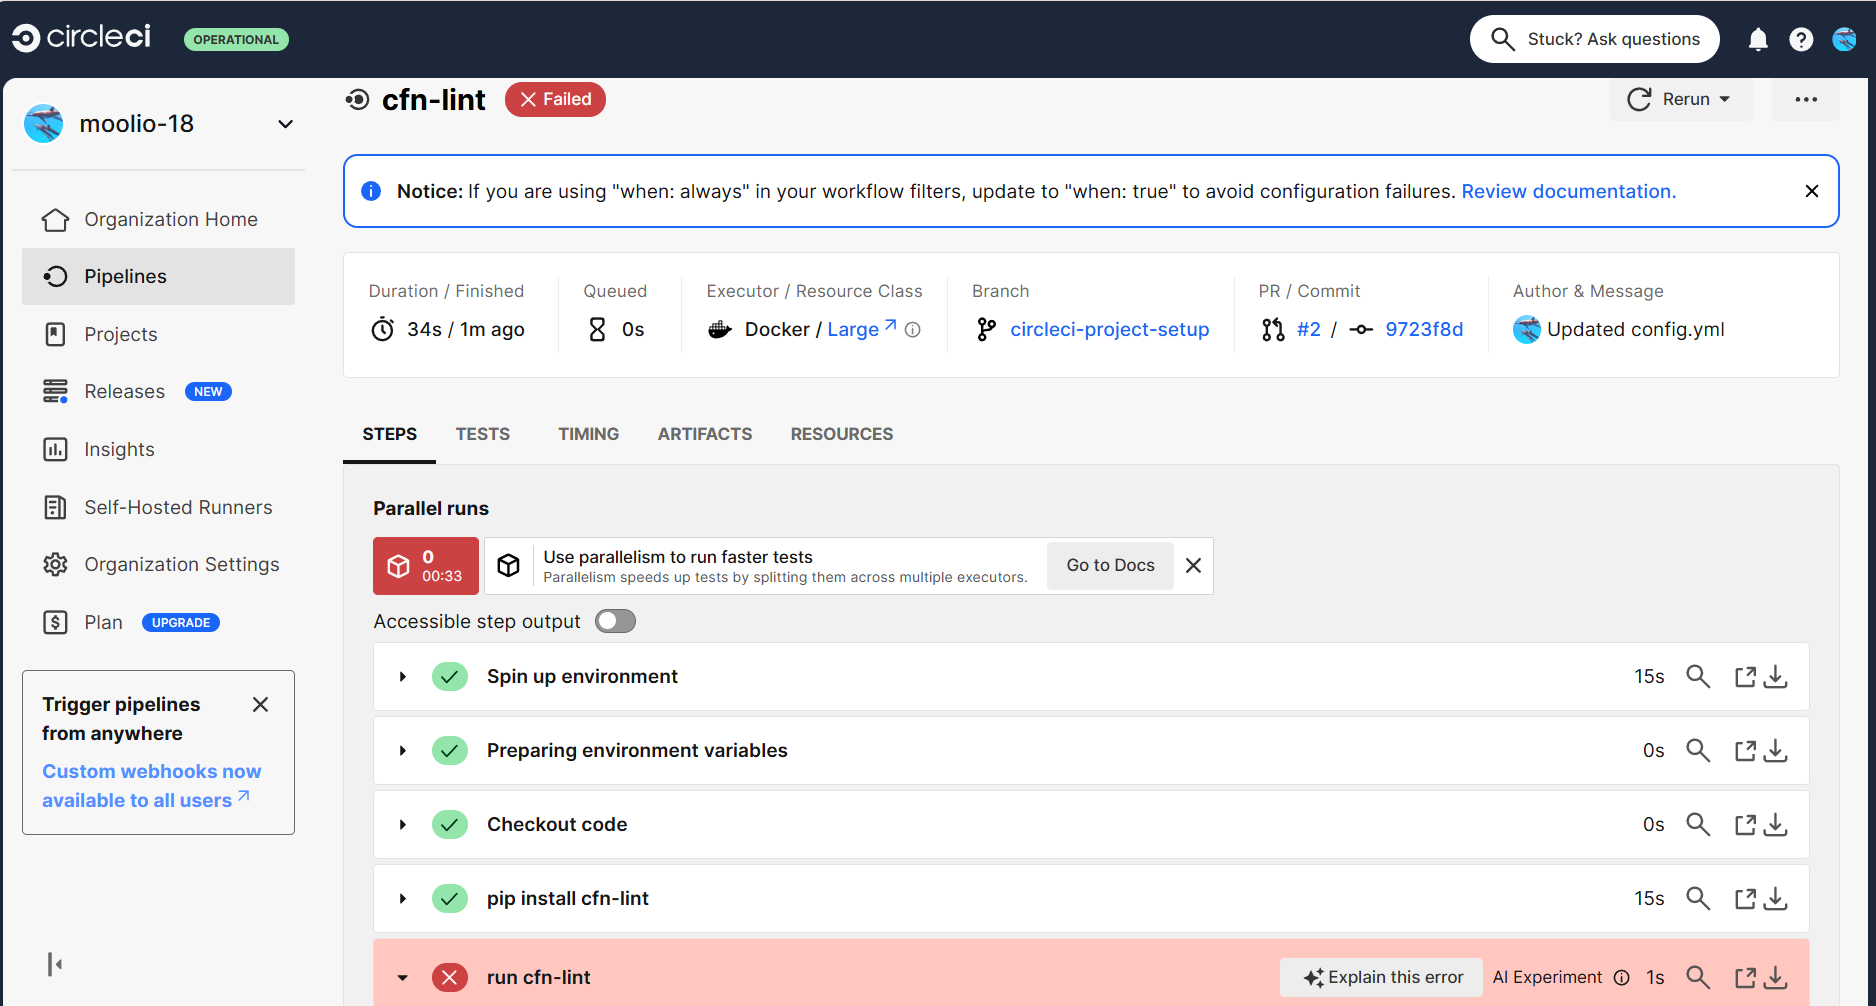 circleci
OPERATIONAL
Stuck? Ask questions
moolio-18
Organization Home
Pipelines
Projects
Releases NEW
Insights
Self-Hosted Runners
Organization Settings
Plan UPGRADE
Trigger pipelines
from anywhere
Custom webhooks now
available to all users
cfn-lint Failed
Rerun
Notice: If you are using "when: always" in your workflow filters, update to "when: true" to avoid configuration failures. Review documentation.
Duration / Finished
34s / 1m ago
Queued
0s
Executor / Resource Class
Docker / Large
Branch
circleci-project-setup
PR / Commit
#2 / 9723f8d
Author & Message
Updated config.yml
STEPS TESTS TIMING ARTIFACTS RESOURCES
Parallel runs
0
00:33
Use parallelism to run faster tests
Parallelism speeds up tests by splitting them across multiple executors.
Go to Docs
Accessible step output
Spin up environment 15s
Preparing environment variables 0s
Checkout code 0s
pip install cfn-lint 15s
run cfn-lint Explain this error AI Experiment 1s